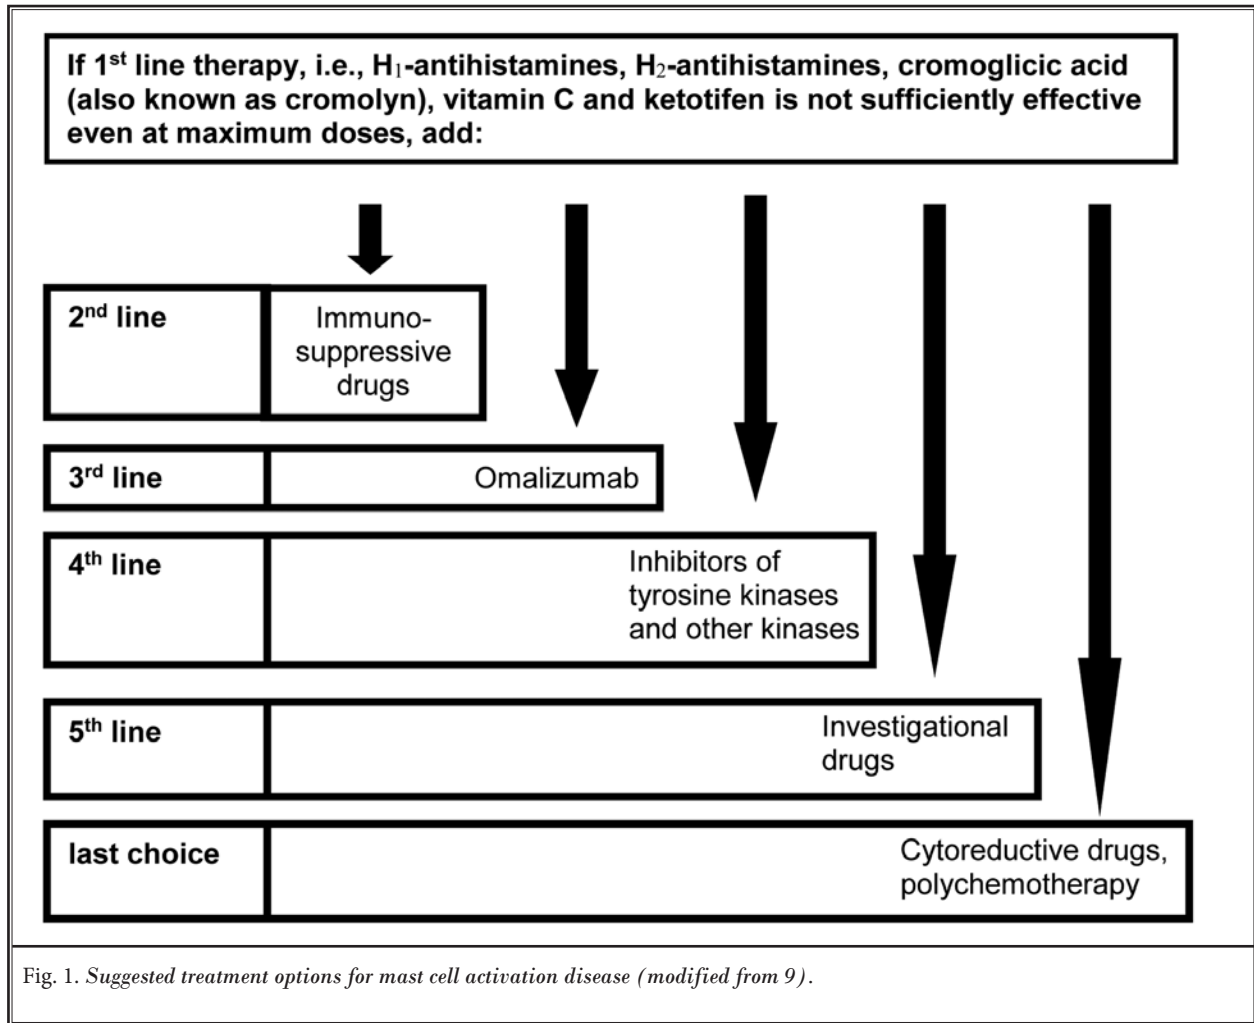 If 1st line therapy, i.e., H₁-antihistamines, H₂-antihistamines, cromoglicic acid
(also known as cromolyn), vitamin C and ketotifen is not sufficiently effective
even at maximum doses, add:
2nd line
Immuno-
suppressive
drugs
3rd line
Omalizumab
4th line
Inhibitors of
tyrosine kinases
and other kinases
5th line
Investigational
drugs
last choice
Cytoreductive drugs,
polychemotherapy
Fig. 1. Suggested treatment options for mast cell activation disease (modified from 9).